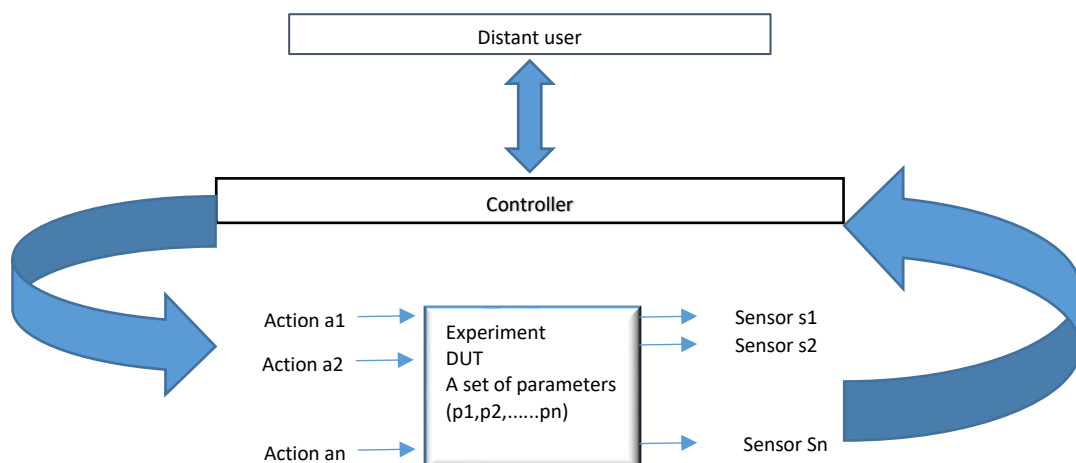 Distant user
Controller
Action a1
Action a2
Action an
Experiment
DUT
A set of parameters
(p1,p2,......pn)
Sensor s1
Sensor s2
Sensor Sn